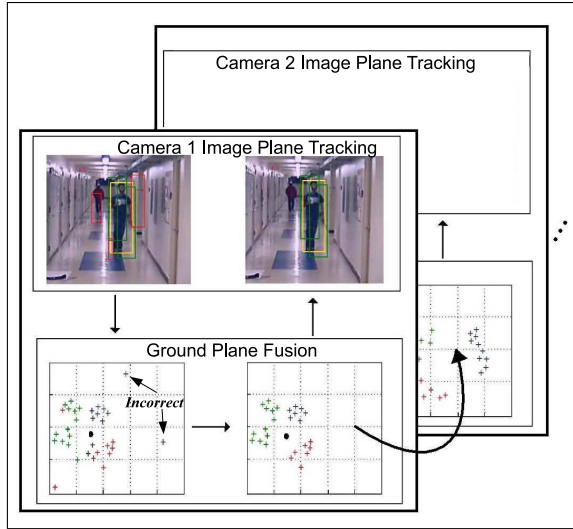 Camera 2 Image Plane Tracking
Camera 1 Image Plane Tracking
Ground Plane Fusion
Incorrect